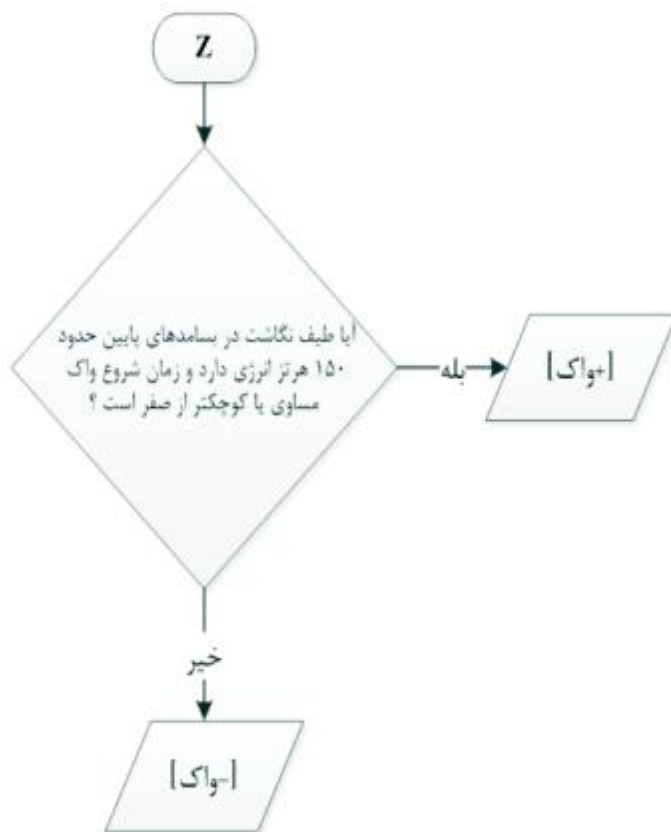 Z
آیا طیف نگاشت در بسامدهای پایین حدود
۱۵۰ هرتز انرژی دارد و زمان شروع واک
مساوی یا کوچکتر از صفر است ؟
بله
[+واک]
خیر
[-واک]